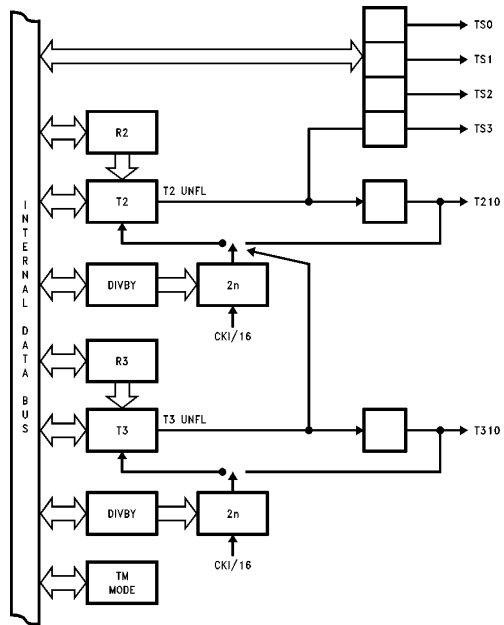 TS0
TS1
TS2
TS3
R2
T2
T2 UNFL
T210
DIVBY
2n
CKI/16
R3
T3
T3 UNFL
T310
DIVBY
2n
CKI/16
TM
MODE
INTERNAL DATA BUS